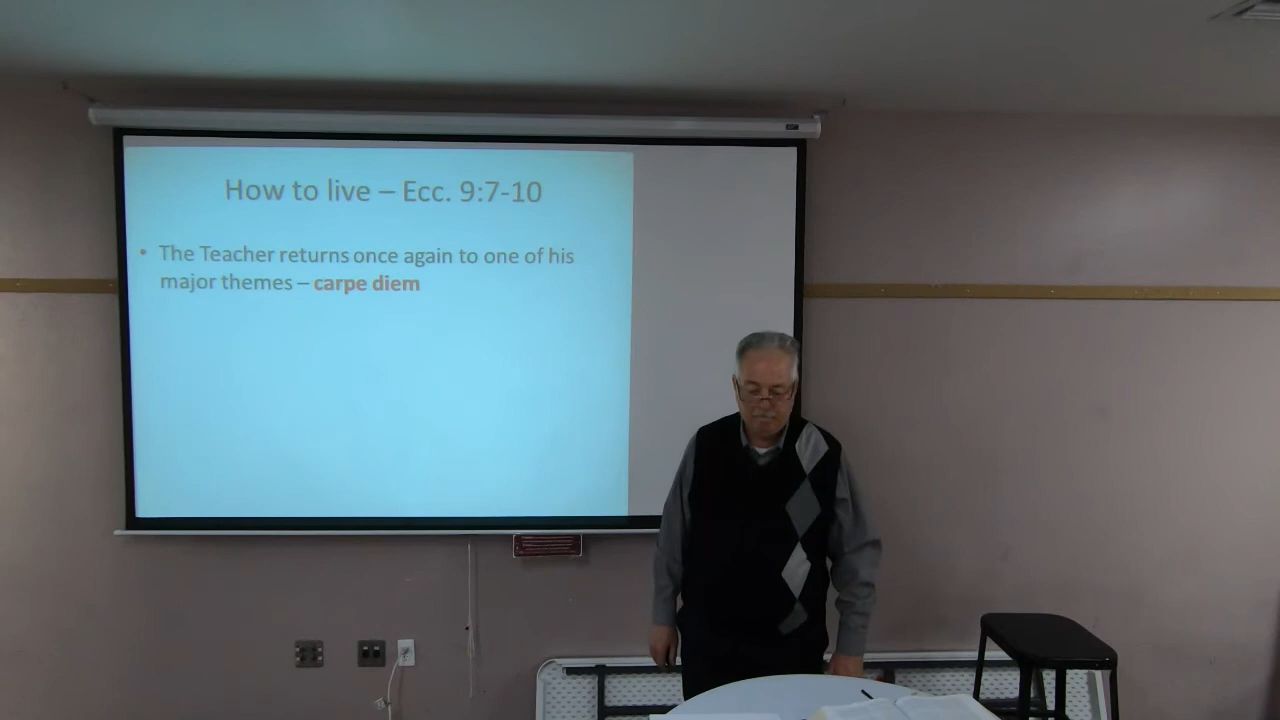 How to live – Ecc. 9:7-10
• The Teacher returns once again to one of his
major themes – carpe diem